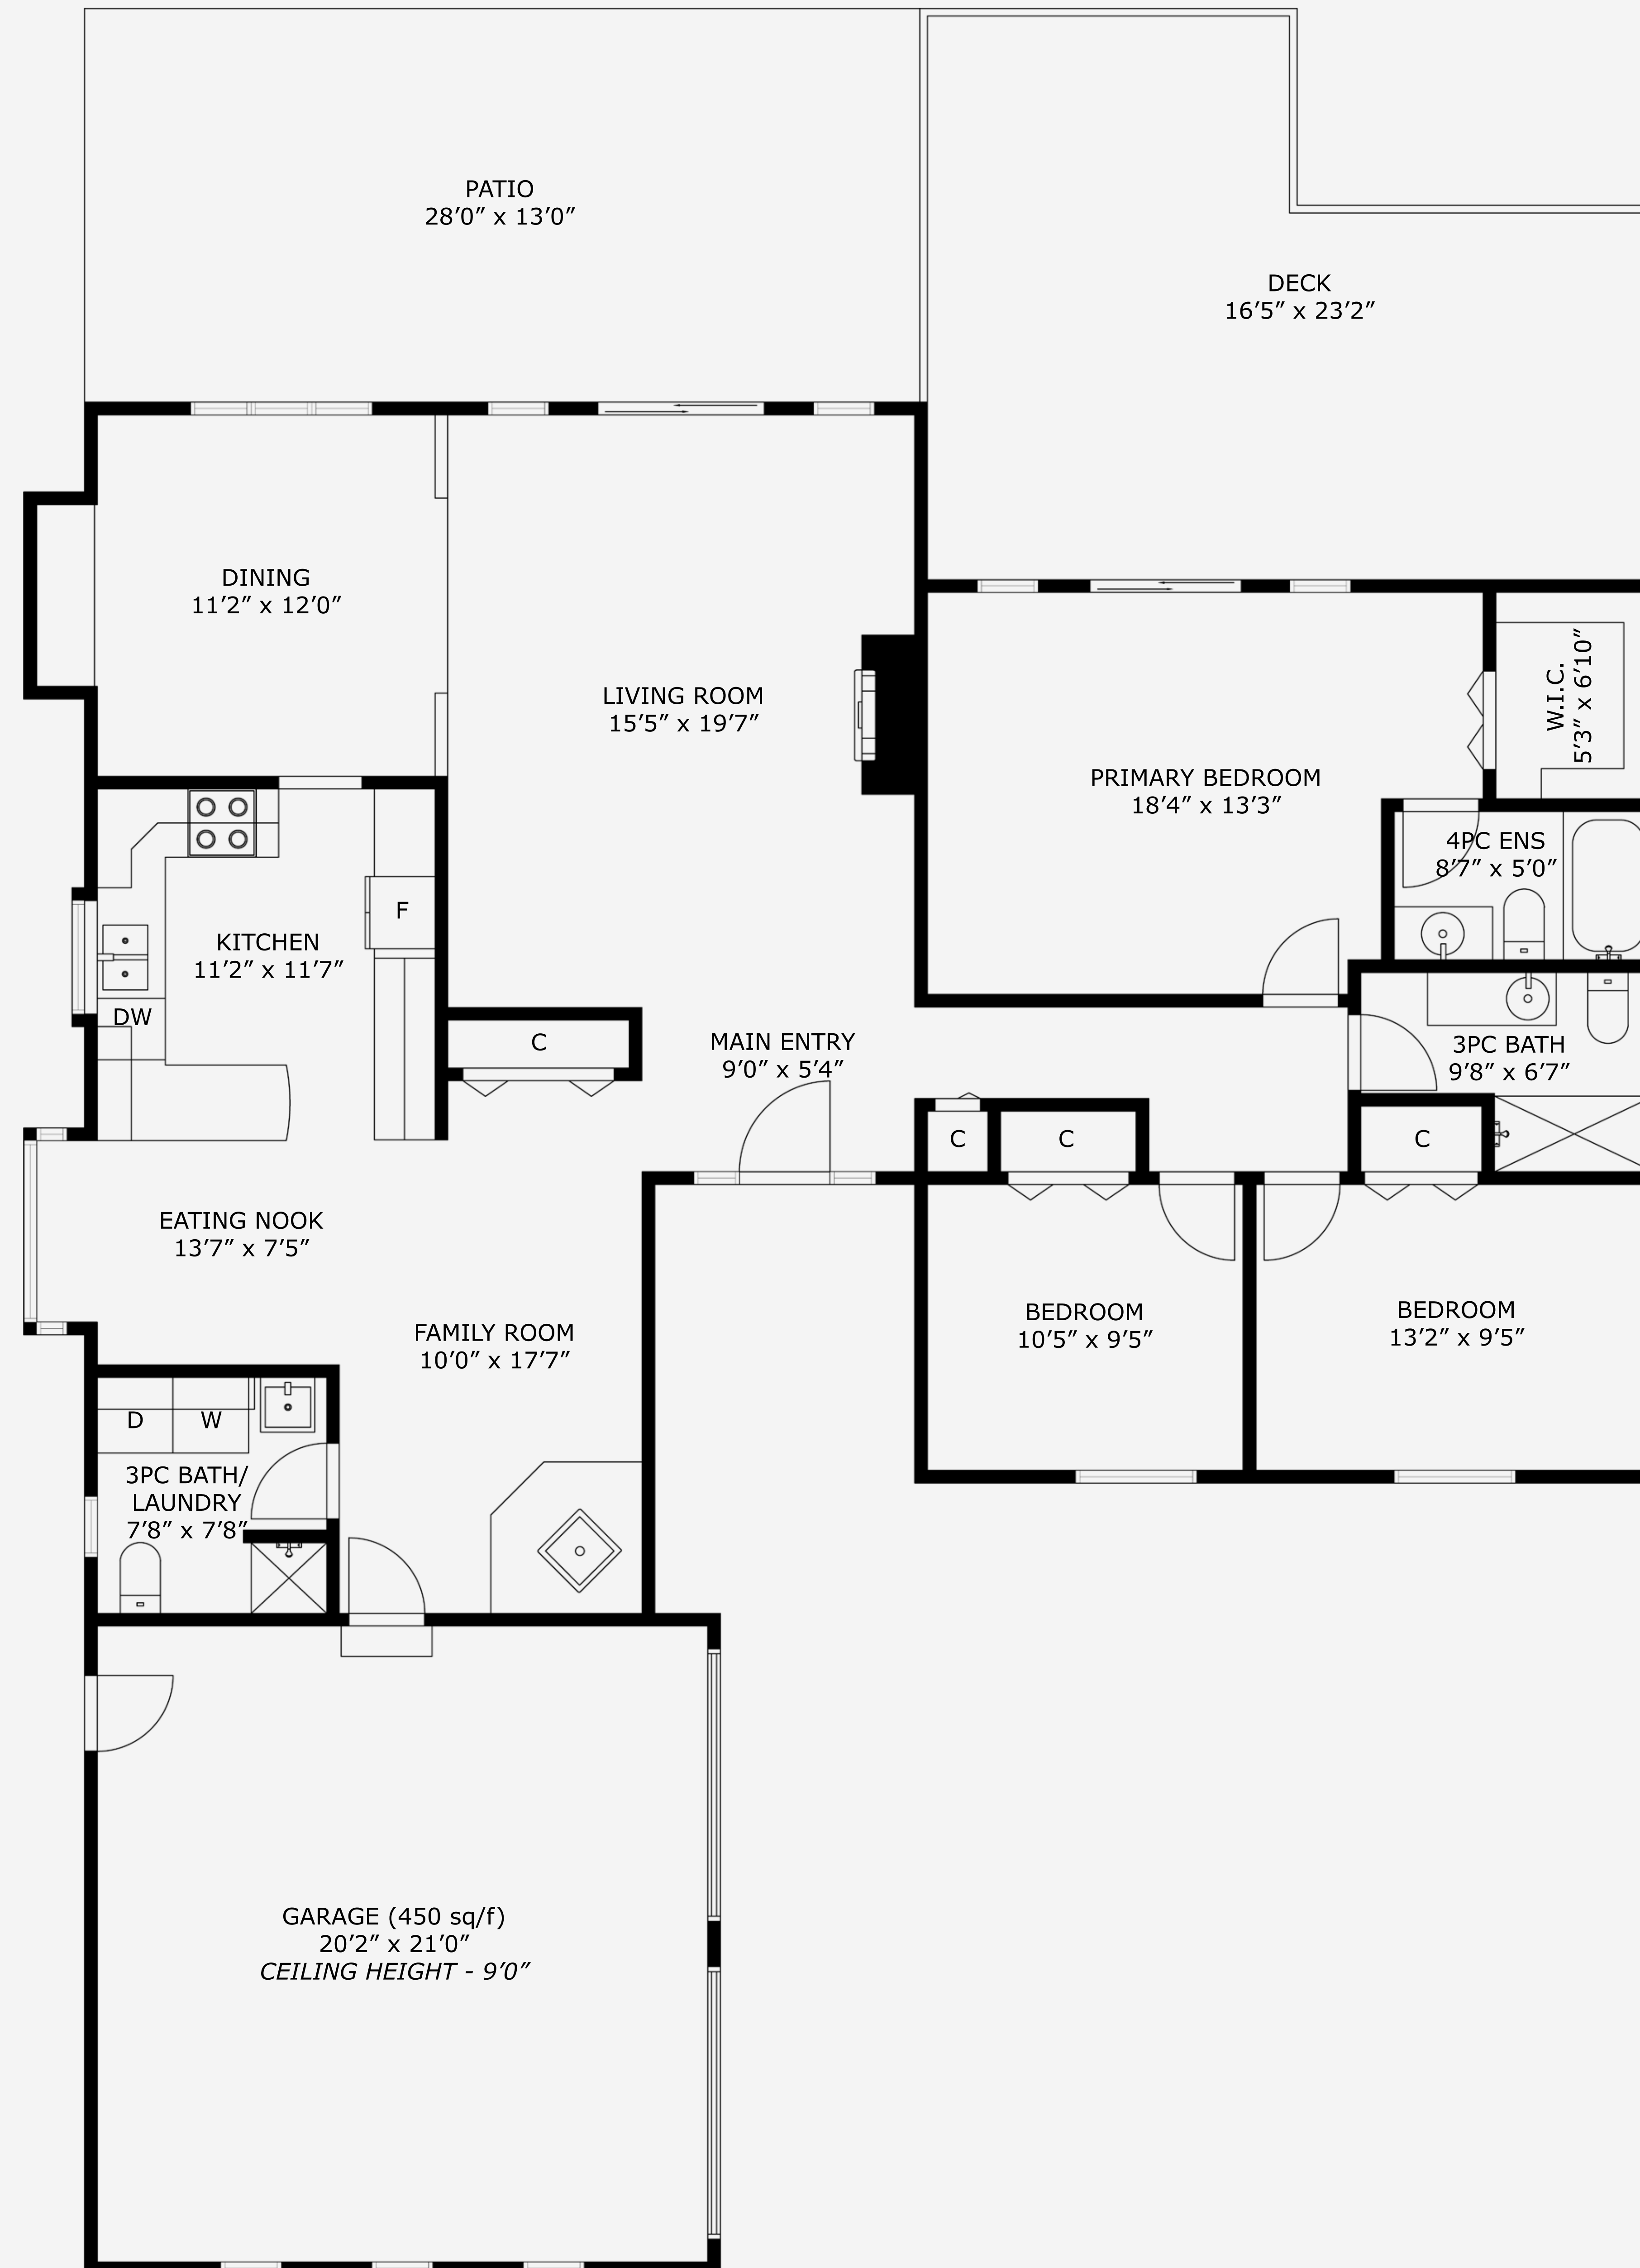 PATIO
28′0″ x 13′0″
DECK
16′5″ x 23′2″
DINING
11′2″ x 12′0″
LIVING ROOM
15′5″ x 19′7″
W.I.C.
5′3″ x 6′10″
PRIMARY BEDROOM
18′4″ x 13′3″
4PC ENS
8′7″ x 5′0″
F
KITCHEN
11′2″ x 11′7″
DW
C
MAIN ENTRY
9′0″ x 5′4″
3PC BATH
9′8″ x 6′7″
C
C
C
EATING NOOK
13′7″ x 7′5″
FAMILY ROOM
10′0″ x 17′7″
BEDROOM
10′5″ x 9′5″
BEDROOM
13′2″ x 9′5″
D
W
3PC BATH/
LAUNDRY
7′8″ x 7′8″
GARAGE (450 sq/f)
20′2″ x 21′0″
CEILING HEIGHT - 9′0″